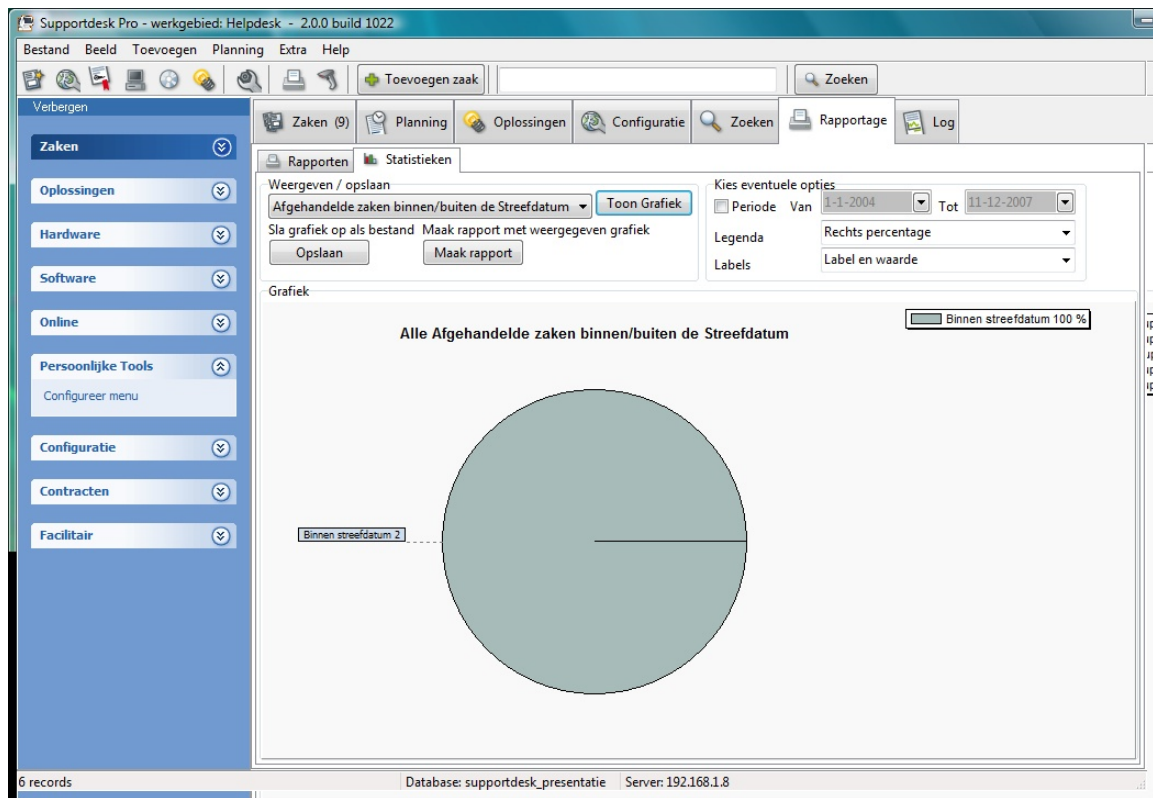 Supportdesk Pro - werkgebied: Helpdesk - 2.0.0 build 1022
Bestand Beeld Toevoegen Planning Extra Help
Toevoegen zaak
Zoeken
Verbergen
Zaken
Oplossingen
Hardware
Software
Online
Persoonlijke Tools
Configureer menu
Configuratie
Contracten
Facilitair
Zaken (9) Planning Oplossingen Configuratie Zoeken Rapportage Log
Rapporten Statistieken
Weergeven / opslaan
Afgehandelde zaken binnen/buiten de Streefdatum Toon Grafiek
Sla grafiek op als bestand Maak rapport met weergegeven grafiek
Opslaan Maak rapport
Kies eventuele opties
Periode Van 1-1-2004 Tot 11-12-2007
Legenda Rechts percentage
Labels Label en waarde
Grafiek
Alle Afgehandelde zaken binnen/buiten de Streefdatum
Binnen streefdatum 100 %
Binnen streefdatum 2
6 records Database: supportdesk_presentatie Server: 192.168.1.8